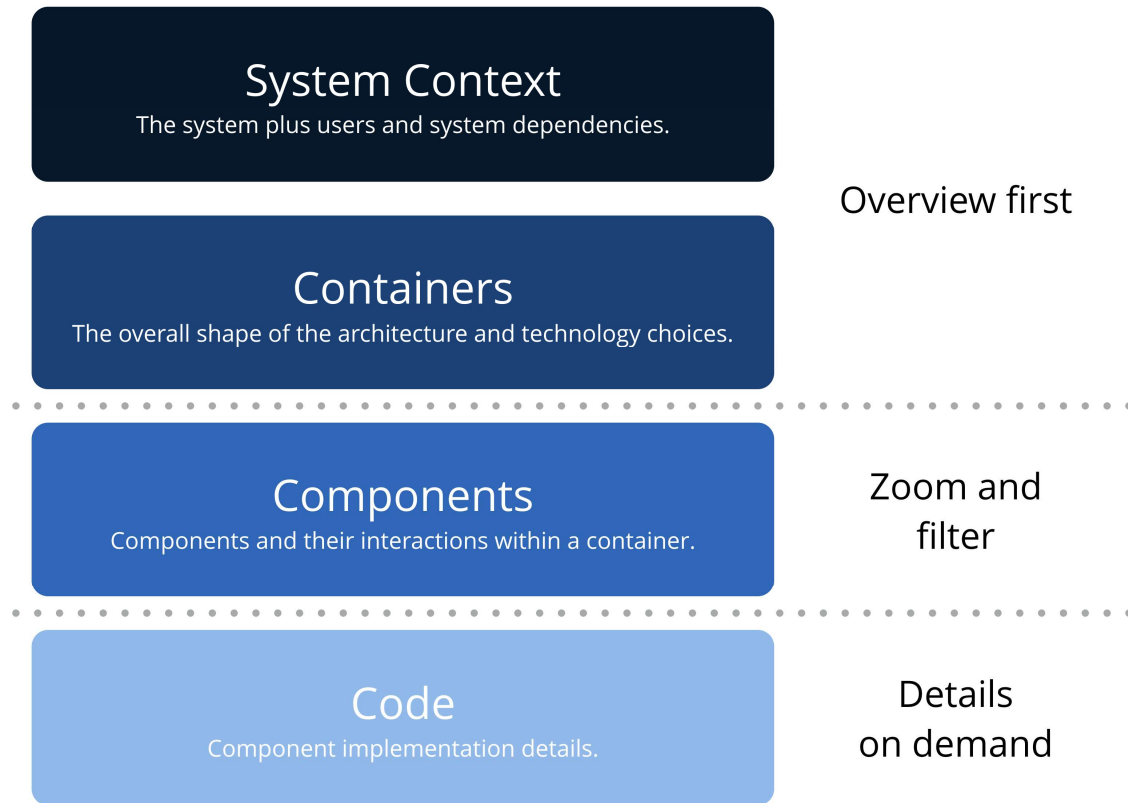 System Context
The system plus users and system dependencies.
Overview first
Containers
The overall shape of the architecture and technology choices.
Components
Components and their interactions within a container.
Zoom and
filter
Code
Component implementation details.
Details
on demand